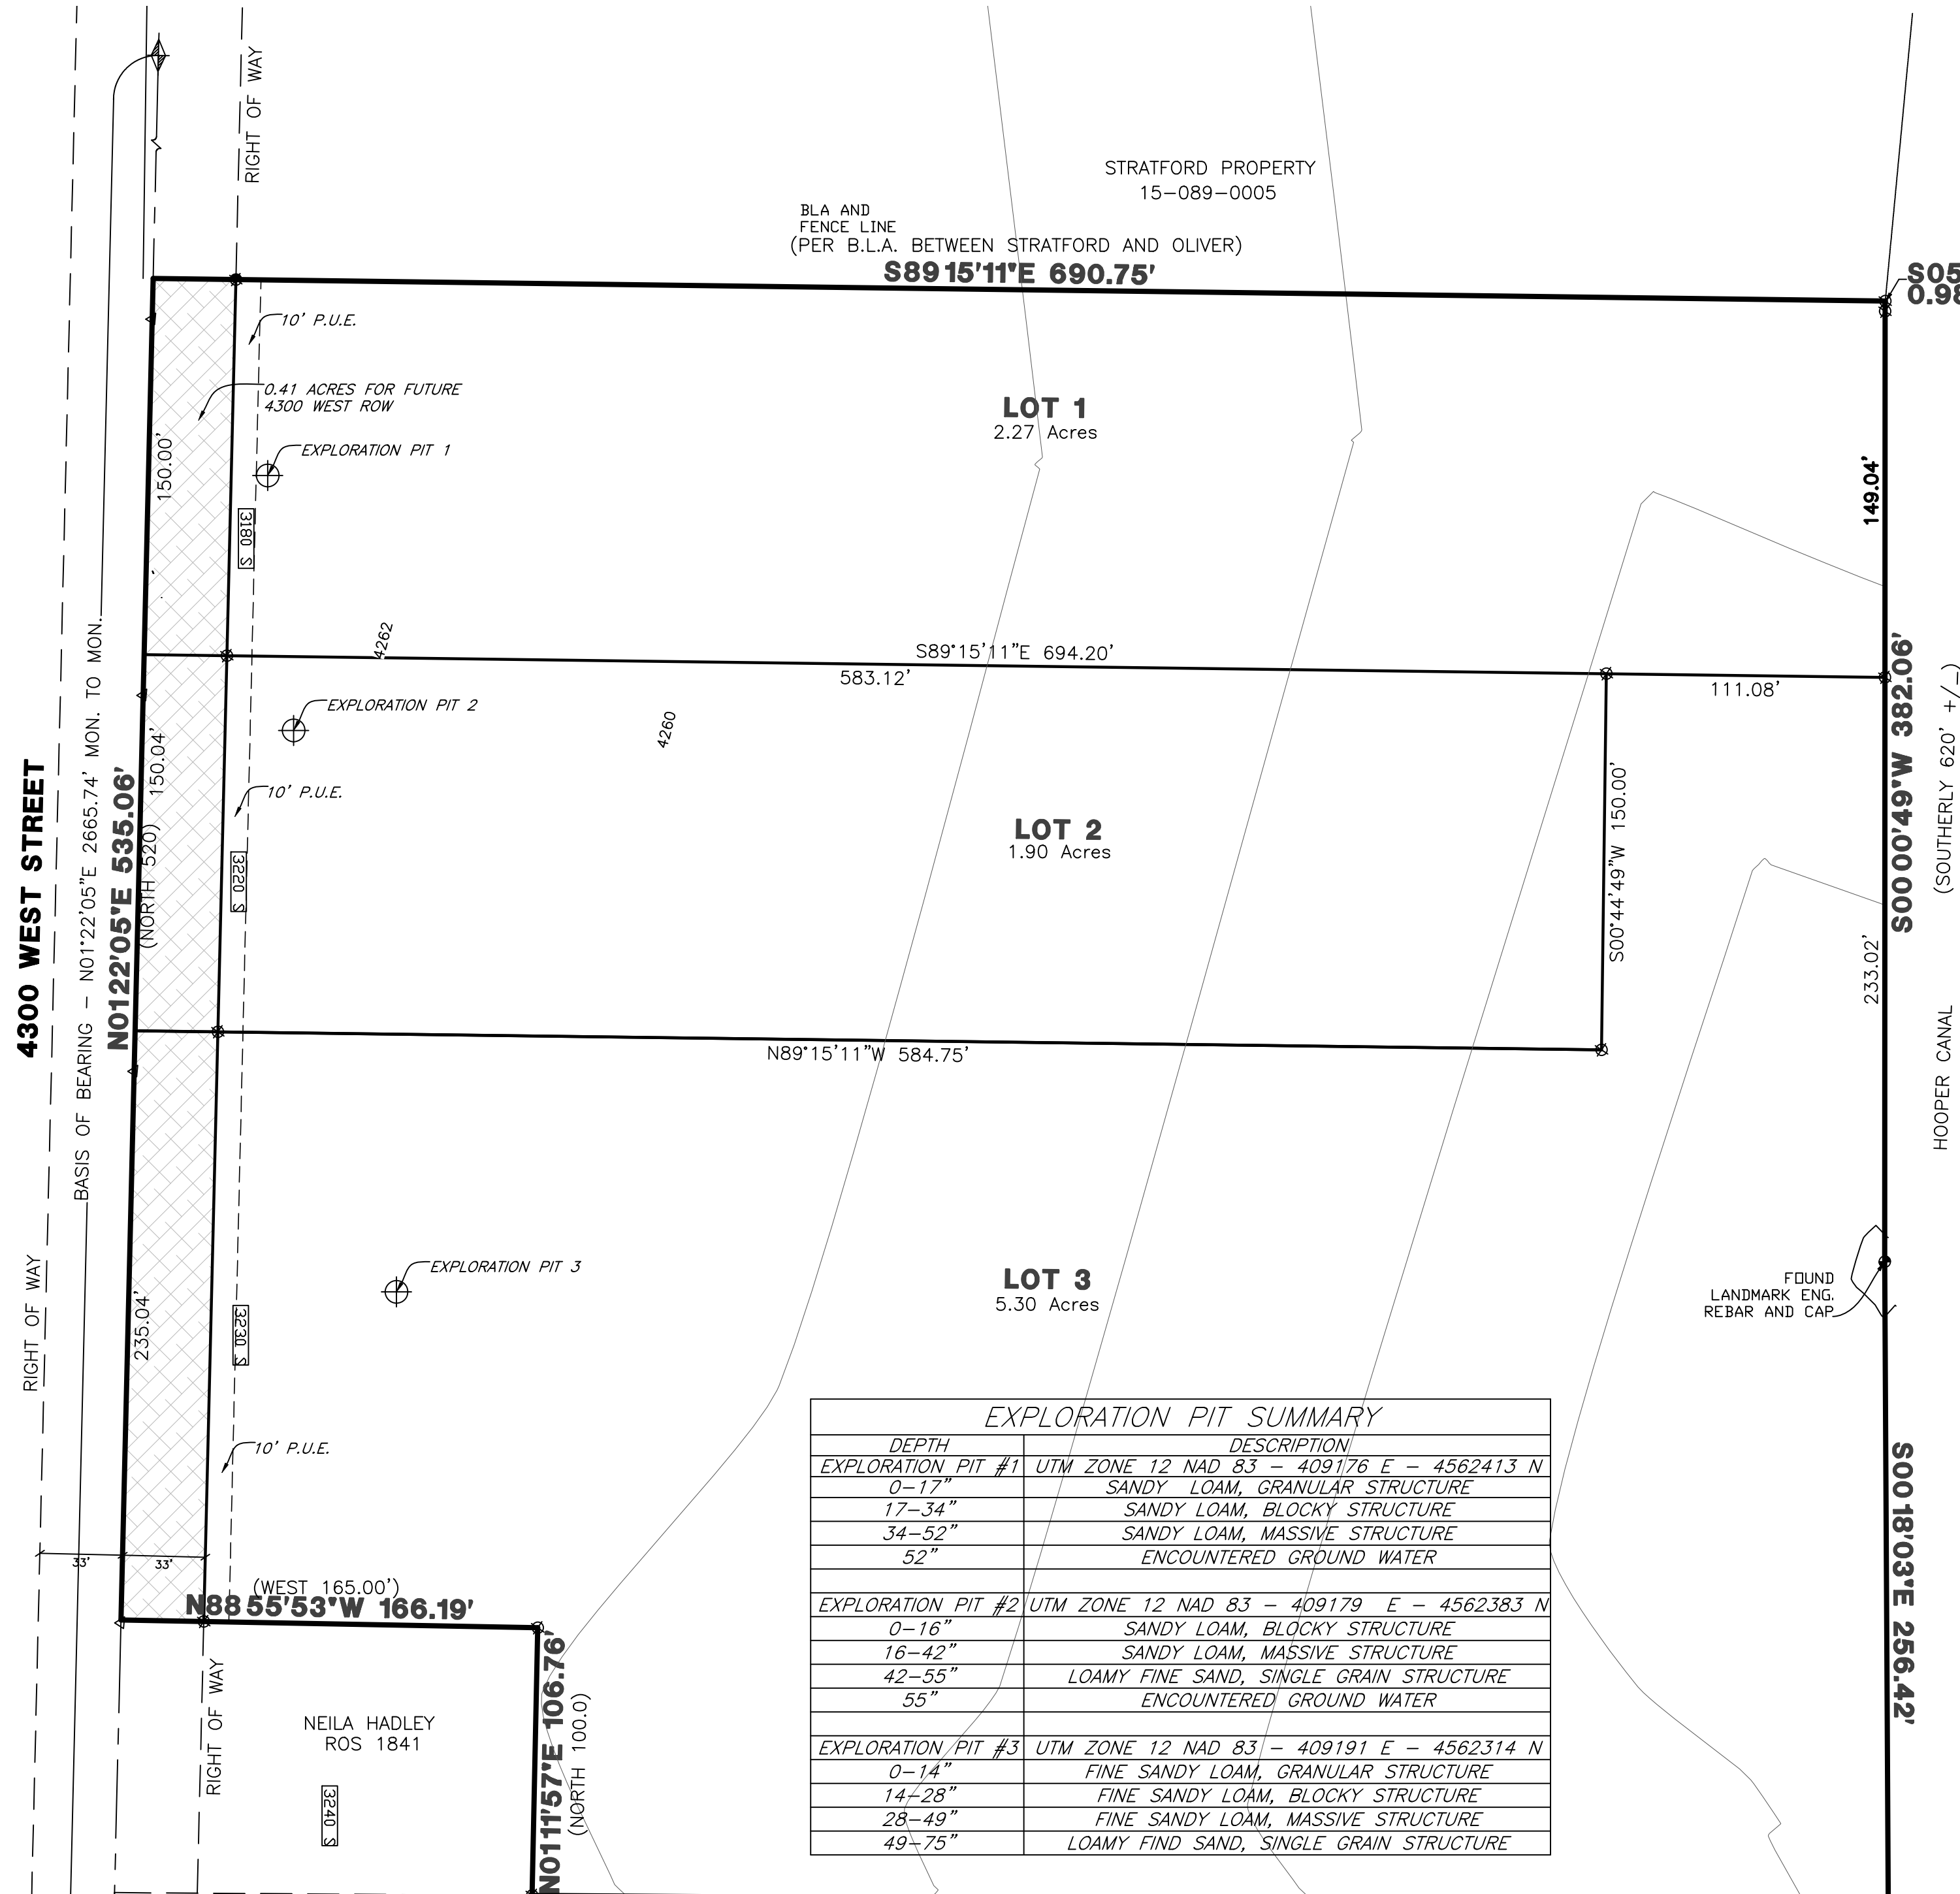 RIGHT OF WAY
STRATFORD PROPERTY
15-089-0005
BLA AND
FENCE LINE
(PER B.L.A. BETWEEN STRATFORD AND OLIVER)
S89 15'11"E 690.75'
S05
0.98
10' P.U.E.
0.41 ACRES FOR FUTURE
4300 WEST ROW
EXPLORATION PIT 1
150.00'
3180 S
LOT 1
2.27 Acres
149.04'
4262
S89°15'11"E 694.20'
583.12'
111.08'
EXPLORATION PIT 2
4260
150.04'
10' P.U.E.
3220 S
LOT 2
1.90 Acres
S00°44'49"W 150.00'
S00 00'49"W 382.06'
(SOUTHERLY 620' +/-)
233.02'
HOOPER CANAL
4300 WEST STREET
BASIS OF BEARING - N01°22'05"E 2665.74' MON. TO MON.
N01 22'05"E 535.06'
(NORTH 520)
N89°15'11"W 584.75'
EXPLORATION PIT 3
LOT 3
5.30 Acres
FOUND
LANDMARK ENG.
REBAR AND CAP
RIGHT OF WAY
235.04'
3230 S
10' P.U.E.
33'
33'
(WEST 165.00')
N88 55'53"W 166.19'
N01 11'57"E 106.76'
(NORTH 100.0)
RIGHT OF WAY
NEILA HADLEY
ROS 1841
3240 S
S00 18'03"E 256.42'
EXPLORATION PIT SUMMARY
DEPTH DESCRIPTION
EXPLORATION PIT #1 UTM ZONE 12 NAD 83 - 409176 E - 4562413 N
0-17" SANDY LOAM, GRANULAR STRUCTURE
17-34" SANDY LOAM, BLOCKY STRUCTURE
34-52" SANDY LOAM, MASSIVE STRUCTURE
52" ENCOUNTERED GROUND WATER
EXPLORATION PIT #2 UTM ZONE 12 NAD 83 - 409179 E - 4562383 N
0-16" SANDY LOAM, BLOCKY STRUCTURE
16-42" SANDY LOAM, MASSIVE STRUCTURE
42-55" LOAMY FINE SAND, SINGLE GRAIN STRUCTURE
55" ENCOUNTERED GROUND WATER
EXPLORATION PIT #3 UTM ZONE 12 NAD 83 - 409191 E - 4562314 N
0-14" FINE SANDY LOAM, GRANULAR STRUCTURE
14-28" FINE SANDY LOAM, BLOCKY STRUCTURE
28-49" FINE SANDY LOAM, MASSIVE STRUCTURE
49-75" LOAMY FIND SAND, SINGLE GRAIN STRUCTURE